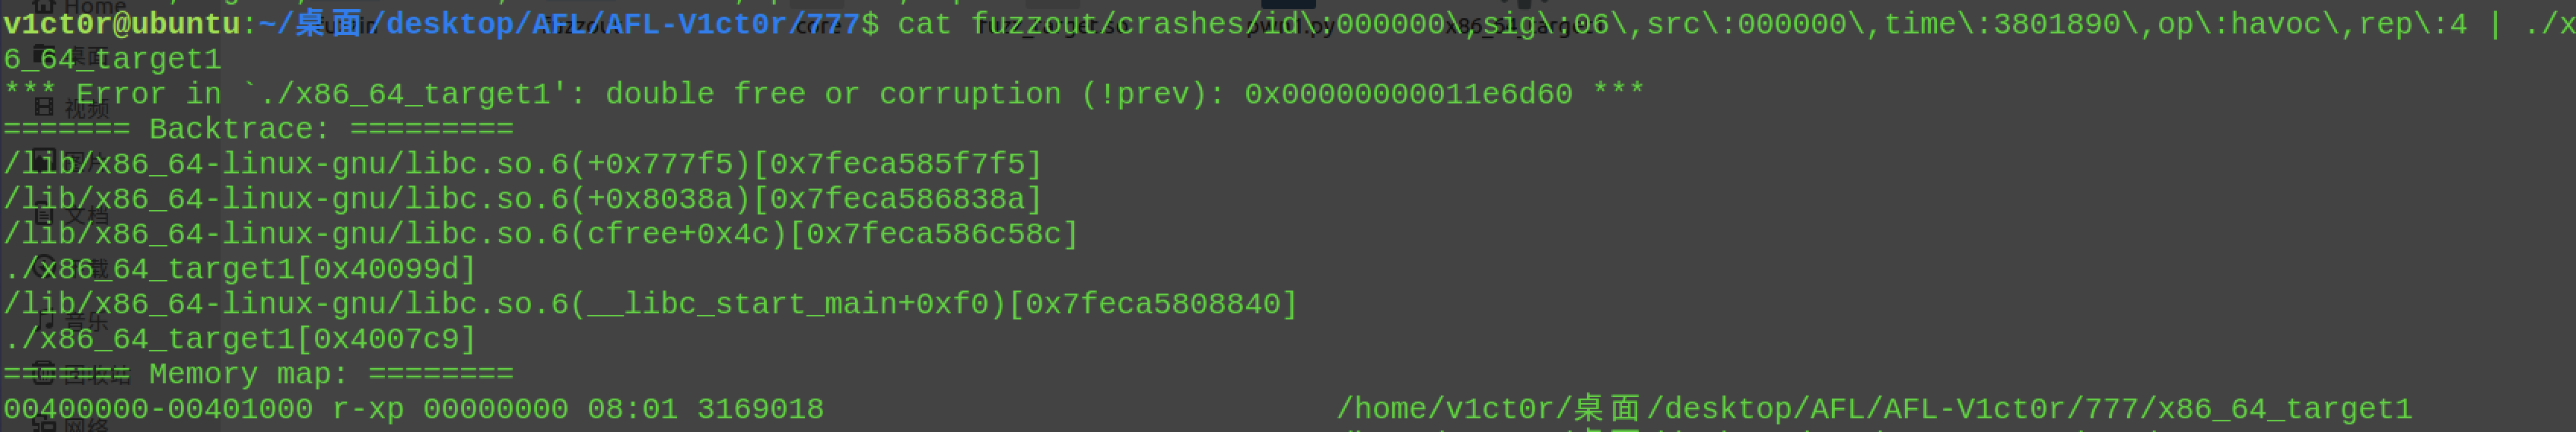 v1ct0r@ubuntu:~/桌面/desktop/AFL/AFL-V1ct0r/777$ cat fuzzout/crashes/id\:000000\,sig\:06\,src\:000000\,time\:3801890\,op\:havoc\,rep\:4 | ./x
6_64_target1
*** Error in `./x86_64_target1': double free or corruption (!prev): 0x00000000011e6d60 ***
======= Backtrace: =========
/lib/x86_64-linux-gnu/libc.so.6(+0x777f5)[0x7feca585f7f5]
/lib/x86_64-linux-gnu/libc.so.6(+0x8038a)[0x7feca586838a]
/lib/x86_64-linux-gnu/libc.so.6(cfree+0x4c)[0x7feca586c58c]
./x86_64_target1[0x40099d]
/lib/x86_64-linux-gnu/libc.so.6(__libc_start_main+0xf0)[0x7feca5808840]
./x86_64_target1[0x4007c9]
======= Memory map: ========
00400000-00401000 r-xp 00000000 08:01 3169018 /home/v1ct0r/桌面/desktop/AFL/AFL-V1ct0r/777/x86_64_target1